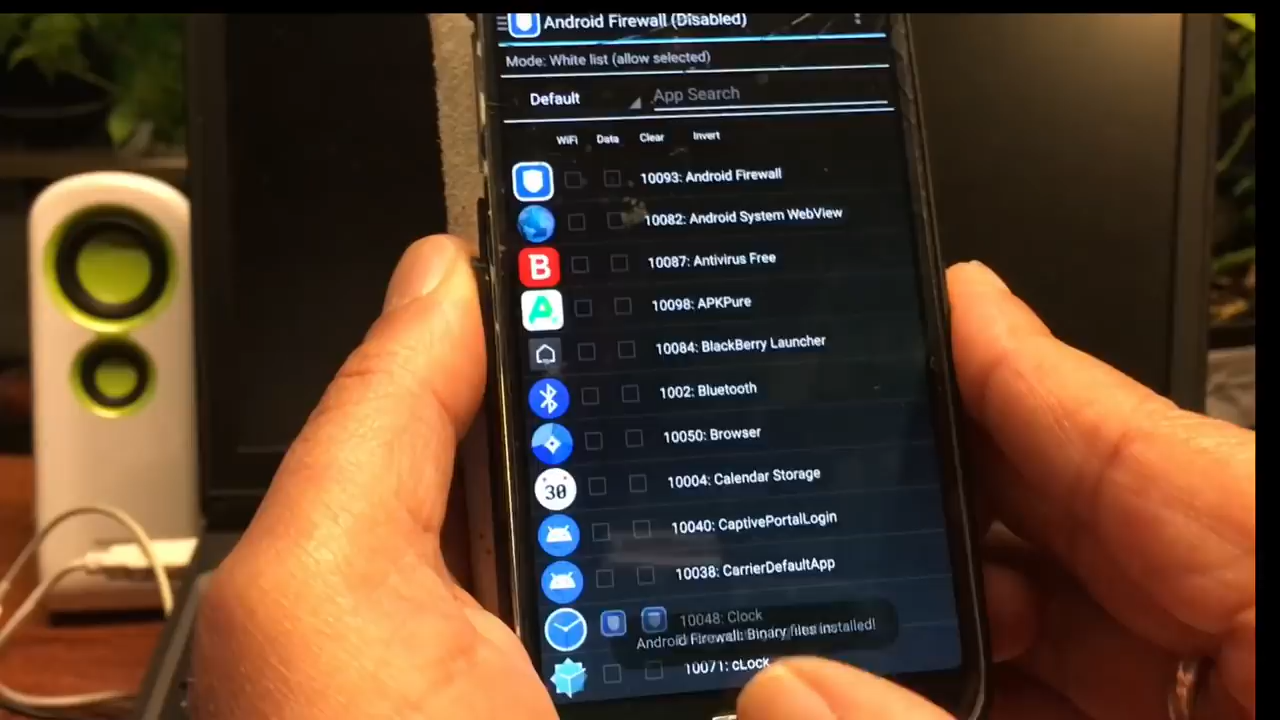 Android Firewall (Disabled)
Mode: White list (allow selected)
Default
App Search
WiFi Data Clear Invert
10093: Android Firewall
10082: Android System WebView
B 10087: Antivirus Free
10098: APKPure
10084: BlackBerry Launcher
1002: Bluetooth
10050: Browser
30 10004: Calendar Storage
10040: CaptivePortalLogin
10038: CarrierDefaultApp
10048: Clock
Android Firewall: Binary files installed!
10071: cLock